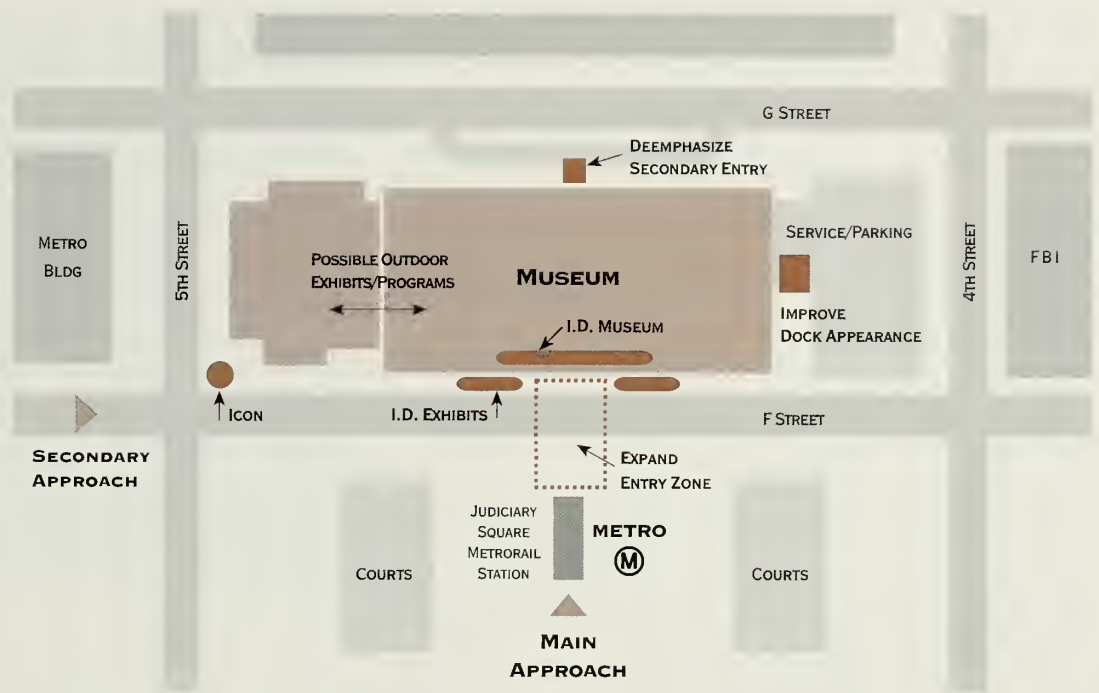 G STREET
DEEMPHASIZE
SECONDARY ENTRY
METRO
BLDG
5TH STREET
POSSIBLE OUTDOOR
EXHIBITS/PROGRAMS
MUSEUM
SERVICE/PARKING
4TH STREET
FBI
I.D. MUSEUM
IMPROVE
DOCK APPEARANCE
ICON
I.D. EXHIBITS
F STREET
SECONDARY
APPROACH
EXPAND
ENTRY ZONE
JUDICIARY
SQUARE
METRORAIL
STATION
METRO
M
COURTS
COURTS
MAIN
APPROACH